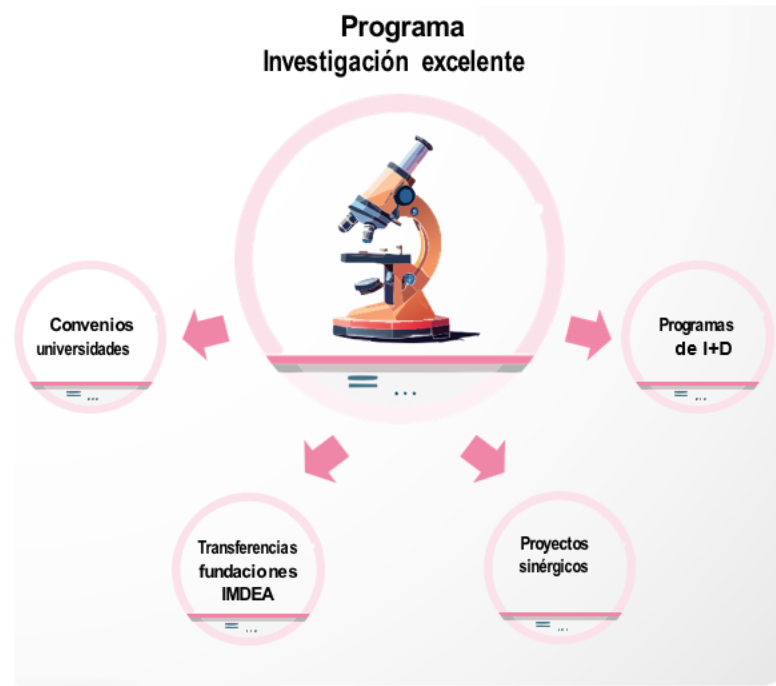 Programa
Investigación excelente
Convenios
universidades
Programas
de I+D
Transferencias
fundaciones
IMDEA
Proyectos
sinérgicos